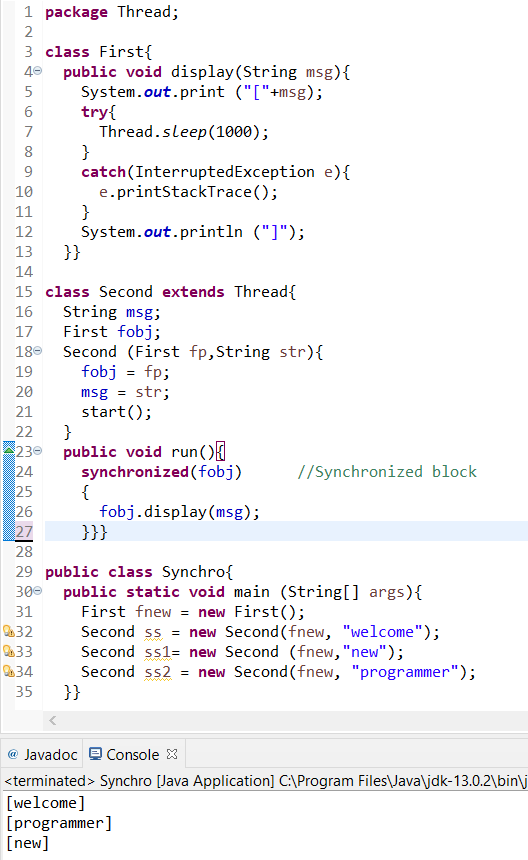 1 package Thread;
2
3 class First{
4 public void display(String msg){
5 System.out.print ("["+msg);
6 try{
7 Thread.sleep(1000);
8 }
9 catch(InterruptedException e){
10 e.printStackTrace();
11 }
12 System.out.println ("]");
13 }}
14
15 class Second extends Thread{
16 String msg;
17 First fobj;
18 Second (First fp,String str){
19 fobj = fp;
20 msg = str;
21 start();
22 }
23 public void run(){
24 synchronized(fobj) //Synchronized block
25 {
26 fobj.display(msg);
27 }}}
28
29 public class Synchro{
30 public static void main (String[] args){
31 First fnew = new First();
32 Second ss = new Second(fnew, "welcome");
33 Second ss1= new Second (fnew,"new");
34 Second ss2 = new Second(fnew, "programmer");
35 }}
@ Javadoc Console
<terminated> Synchro [Java Application] C:\Program Files\Java\jdk-13.0.2\bin\j
[welcome]
[programmer]
[new]